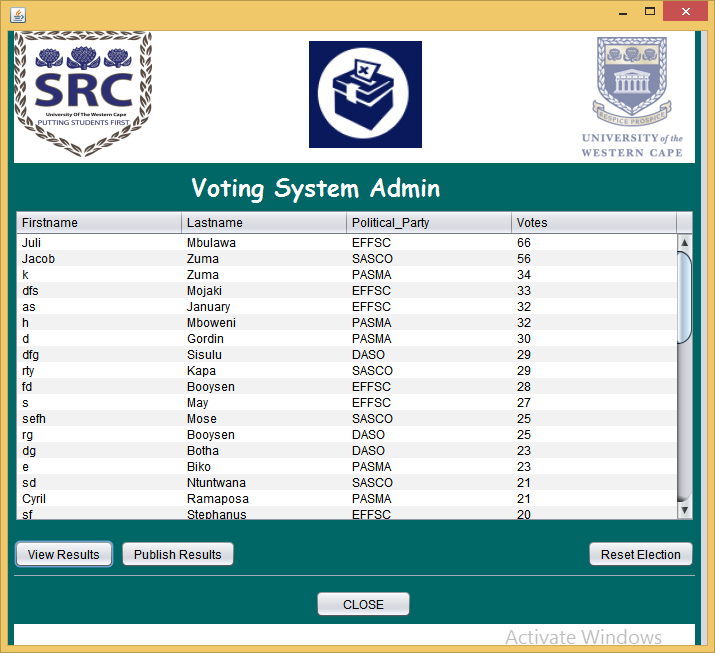 SRC
University Of The Western Cape
PUTTING STUDENTS FIRST
RESPICE PROSPICE
UNIVERSITY of the
WESTERN CAPE
Voting System Admin
Firstname Lastname Political_Party Votes
Juli Mbulawa EFFSC 66
Jacob Zuma SASCO 56
k Zuma PASMA 34
dfs Mojaki EFFSC 33
as January EFFSC 32
h Mboweni PASMA 32
d Gordin PASMA 30
dfg Sisulu DASO 29
rty Kapa SASCO 29
fd Booysen EFFSC 28
s May EFFSC 27
sefh Mose SASCO 25
rg Booysen DASO 25
dg Botha DASO 23
e Biko PASMA 23
sd Ntuntwana SASCO 21
Cyril Ramaposa PASMA 21
sf Stephanus EFFSC 20
View Results Publish Results Reset Election
CLOSE
Activate Windows